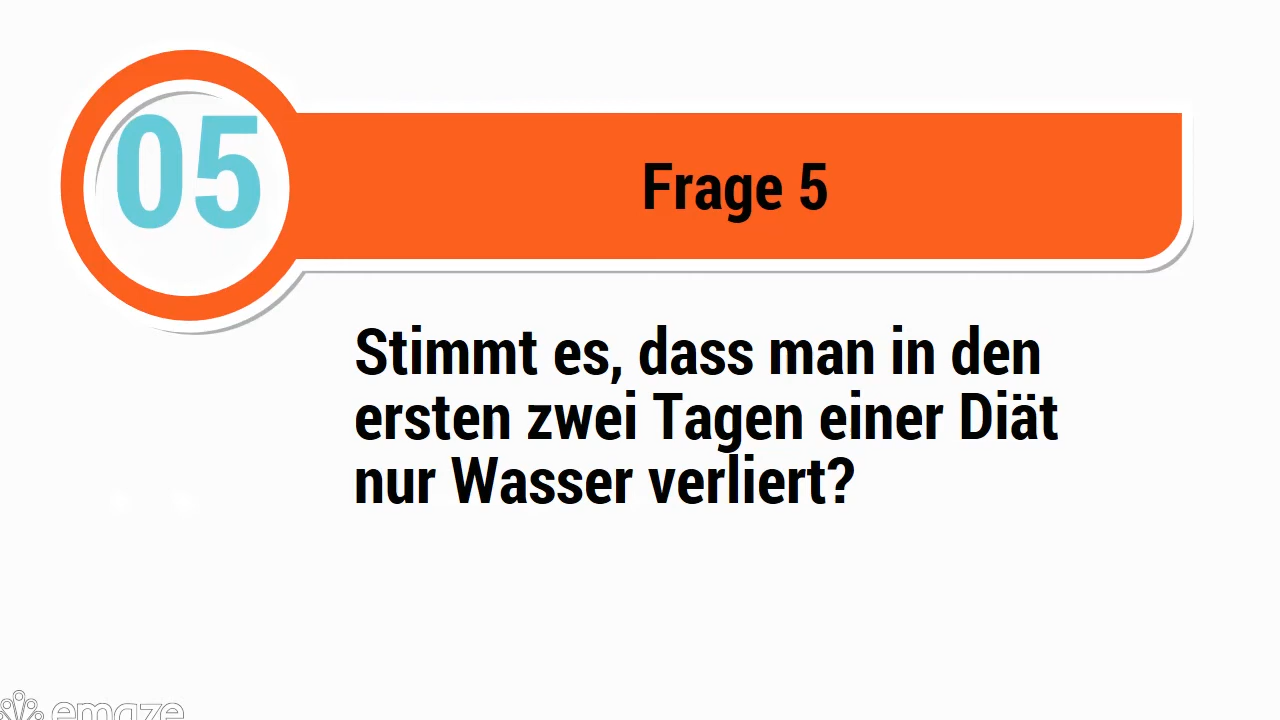 05
Frage 5
Stimmt es, dass man in den
ersten zwei Tagen einer Diät
nur Wasser verliert?
emaze